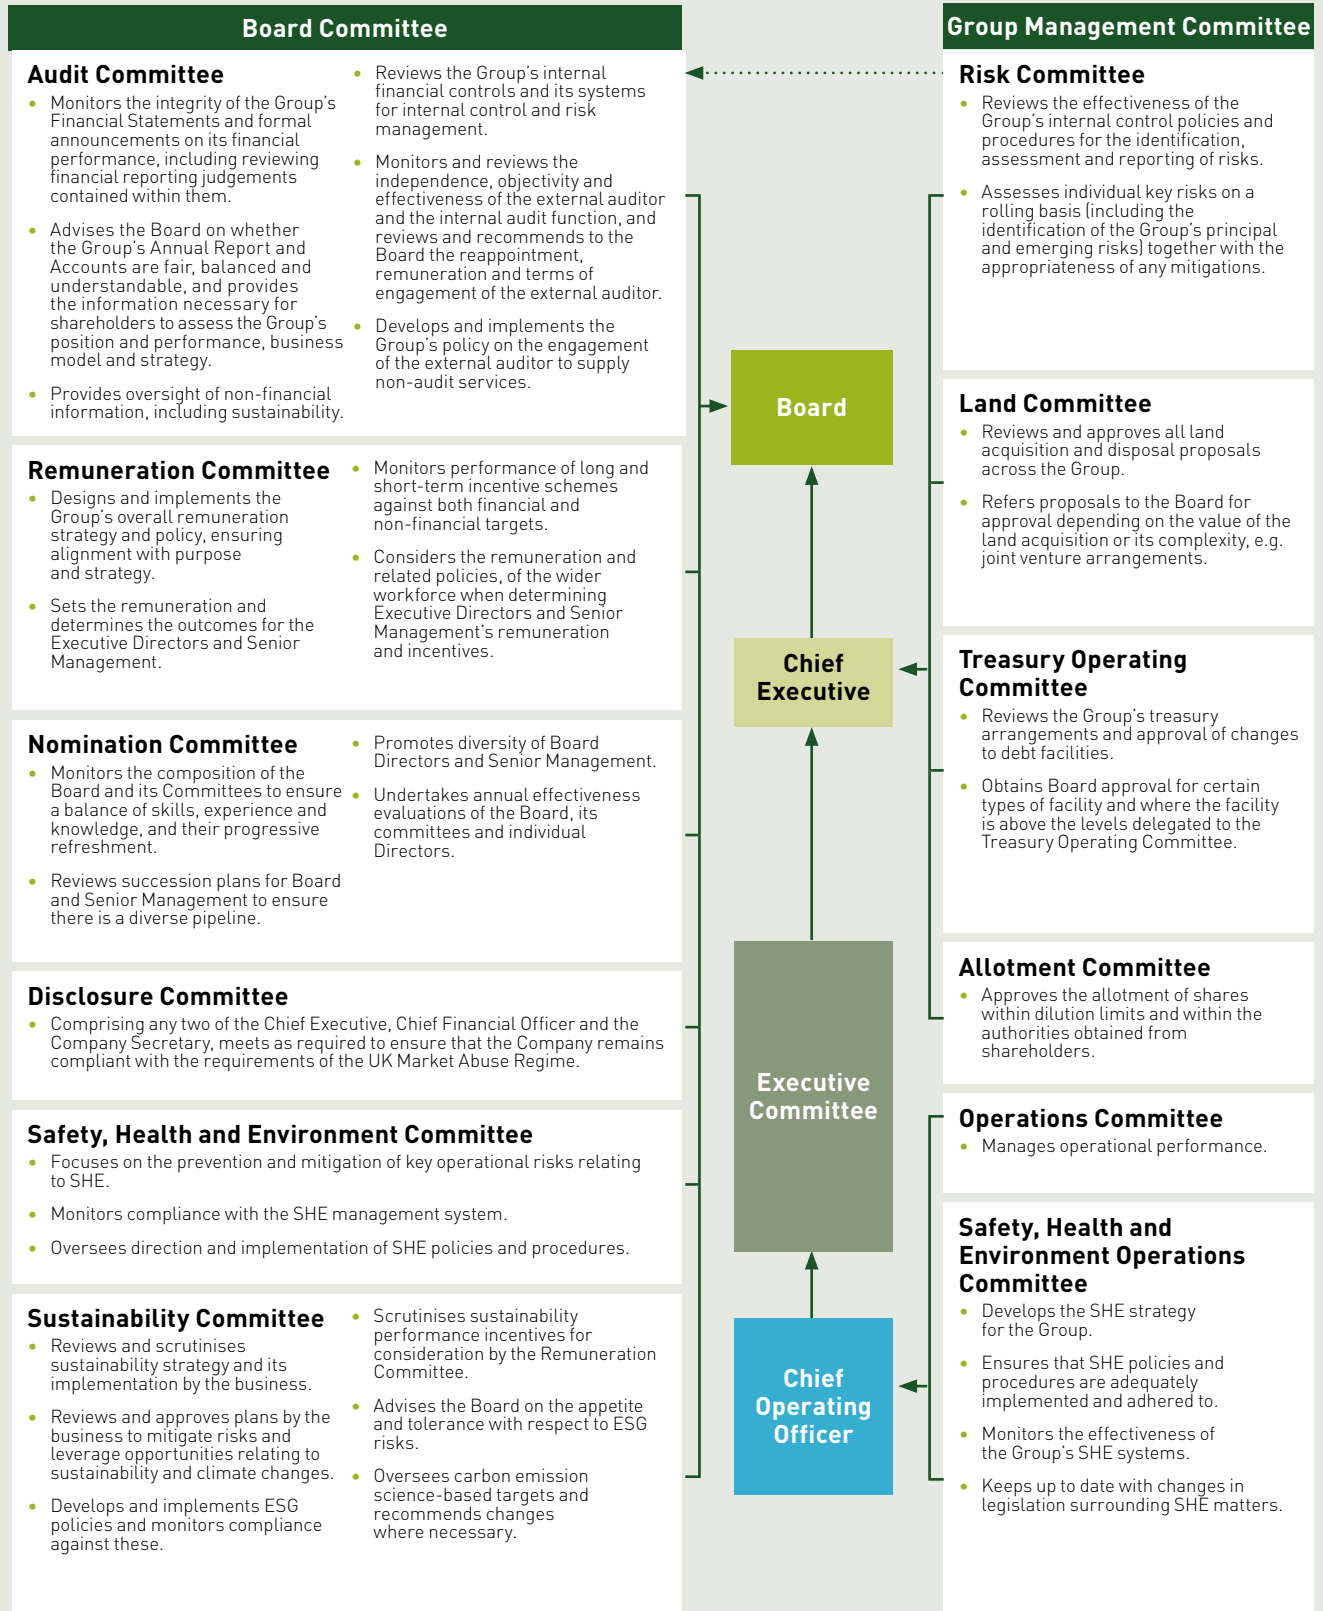 Board Committee
Audit Committee
• Monitors the integrity of the Group's
Financial Statements and formal
announcements on its financial
performance, including reviewing
financial reporting judgements
contained within them.
• Advises the Board on whether
the Group's Annual Report and
Accounts are fair, balanced and
understandable, and provides
the information necessary for
shareholders to assess the Group's
position and performance, business
model and strategy.
• Provides oversight of non-financial
information, including sustainability.
• Reviews the Group's internal
financial controls and its systems
for internal control and risk
management.
• Monitors and reviews the
independence, objectivity and
effectiveness of the external auditor
and the internal audit function, and
reviews and recommends to the
Board the reappointment,
remuneration and terms of
engagement of the external auditor.
• Develops and implements the
Group's policy on the engagement
of the external auditor to supply
non-audit services.
Remuneration Committee
• Designs and implements the
Group's overall remuneration
strategy and policy, ensuring
alignment with purpose
and strategy.
• Sets the remuneration and
determines the outcomes for the
Executive Directors and Senior
Management.
• Monitors performance of long and
short-term incentive schemes
against both financial and
non-financial targets.
• Considers the remuneration and
related policies, of the wider
workforce when determining
Executive Directors and Senior
Management's remuneration
and incentives.
Nomination Committee
• Monitors the composition of the
Board and its Committees to ensure
a balance of skills, experience and
knowledge, and their progressive
refreshment.
• Reviews succession plans for Board
and Senior Management to ensure
there is a diverse pipeline.
• Promotes diversity of Board
Directors and Senior Management.
• Undertakes annual effectiveness
evaluations of the Board, its
committees and individual
Directors.
Disclosure Committee
• Comprising any two of the Chief Executive, Chief Financial Officer and the
Company Secretary, meets as required to ensure that the Company remains
compliant with the requirements of the UK Market Abuse Regime.
Safety, Health and Environment Committee
• Focuses on the prevention and mitigation of key operational risks relating
to SHE.
• Monitors compliance with the SHE management system.
• Oversees direction and implementation of SHE policies and procedures.
Sustainability Committee
• Reviews and scrutinises
sustainability strategy and its
implementation by the business.
• Reviews and approves plans by the
business to mitigate risks and
leverage opportunities relating to
sustainability and climate changes.
• Develops and implements ESG
policies and monitors compliance
against these.
• Scrutinises sustainability
performance incentives for
consideration by the Remuneration
Committee.
• Advises the Board on the appetite
and tolerance with respect to ESG
risks.
• Oversees carbon emission
science-based targets and
recommends changes
where necessary.
Board
Chief
Executive
Executive
Committee
Chief
Operating
Officer
Group Management Committee
Risk Committee
• Reviews the effectiveness of the
Group's internal control policies and
procedures for the identification,
assessment and reporting of risks.
• Assesses individual key risks on a
rolling basis (including the
identification of the Group's principal
and emerging risks) together with the
appropriateness of any mitigations.
Land Committee
• Reviews and approves all land
acquisition and disposal proposals
across the Group.
• Refers proposals to the Board for
approval depending on the value of the
land acquisition or its complexity, e.g.
joint venture arrangements.
Treasury Operating
Committee
• Reviews the Group's treasury
arrangements and approval of changes
to debt facilities.
• Obtains Board approval for certain
types of facility and where the facility
is above the levels delegated to the
Treasury Operating Committee.
Allotment Committee
• Approves the allotment of shares
within dilution limits and within the
authorities obtained from
shareholders.
Operations Committee
• Manages operational performance.
Safety, Health and
Environment Operations
Committee
• Develops the SHE strategy
for the Group.
• Ensures that SHE policies and
procedures are adequately
implemented and adhered to.
• Monitors the effectiveness of
the Group's SHE systems.
• Keeps up to date with changes in
legislation surrounding SHE matters.